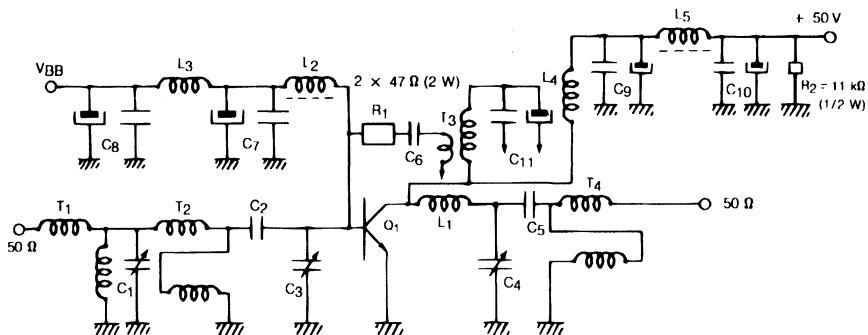 L5
+ 50 V
L3
L2
VBB
2 × 47 Ω (2 W)
L4
C9
C10
R2 = 11 kΩ
(1/2 W)
R1
T3
C8
C7
C6
C11
T1
T2
C2
Q1
L1
C5
T4
50 Ω
50 Ω
C1
C3
C4